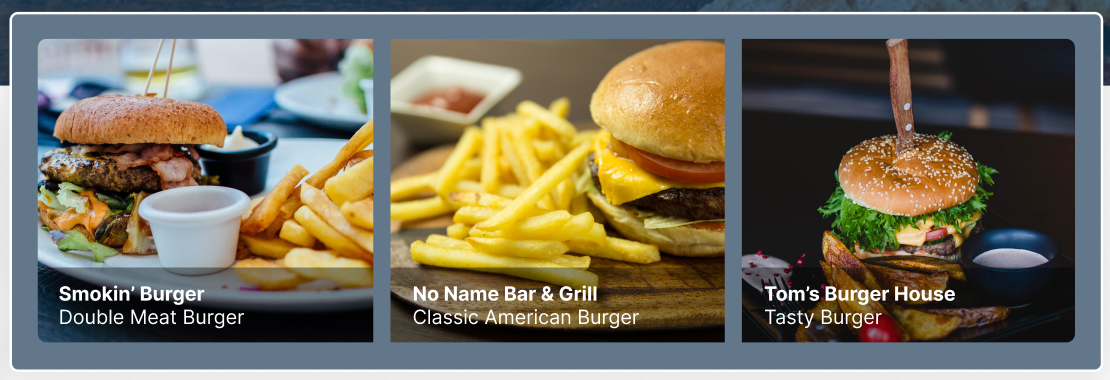 Smokin’ Burger
Double Meat Burger
No Name Bar & Grill
Classic American Burger
Tom’s Burger House
Tasty Burger